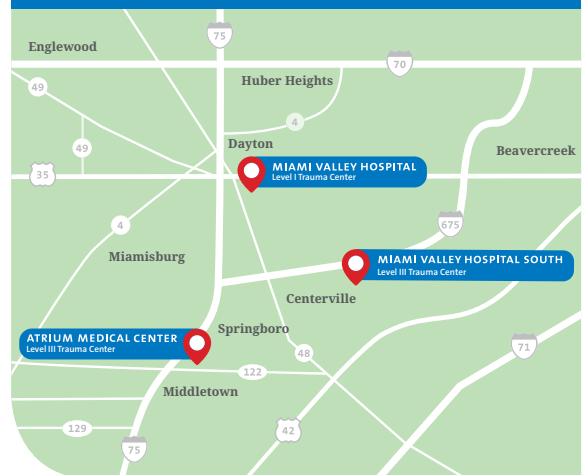 75
Englewood
70
Huber Heights
49
4
Dayton
49
Beavercreek
MIAMI VALLEY HOSPITAL
Level I Trauma Center
35
4
675
Miamisburg
MIAMI VALLEY HOSPITAL SOUTH
Level III Trauma Center
Centerville
Springboro
ATRIUM MEDICAL CENTER
Level III Trauma Center
71
48
122
Middletown
129
42
75